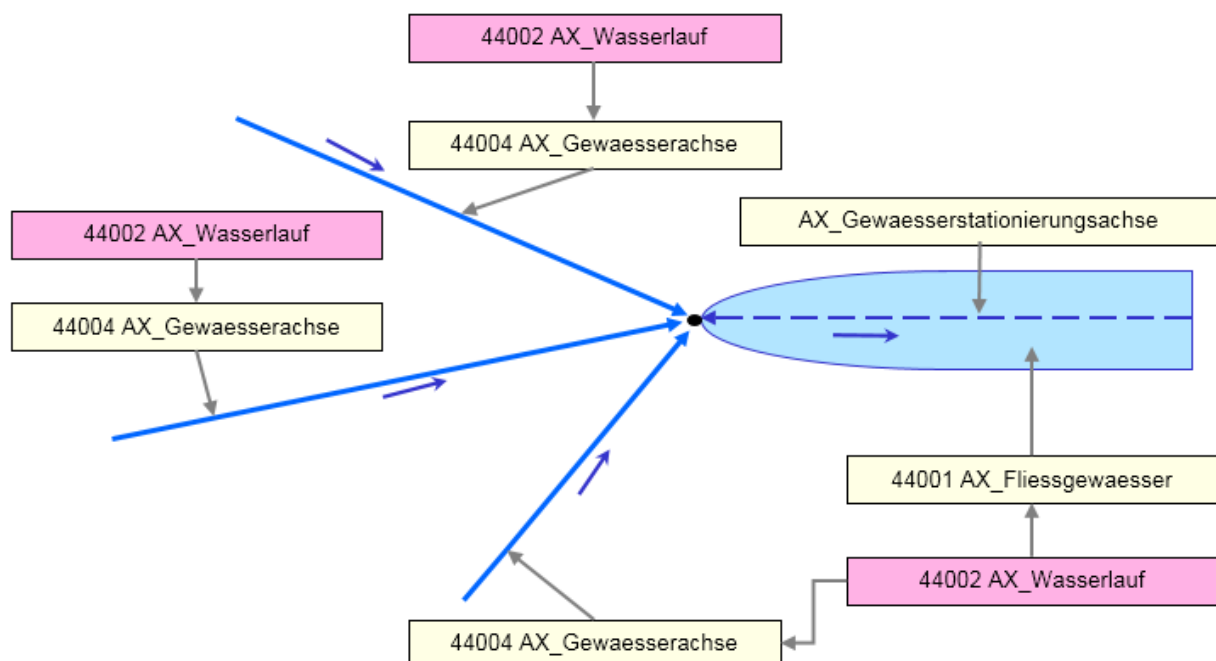 44002 AX_Wasserlauf
44004 AX_Gewaesserachse
44002 AX_Wasserlauf
44004 AX_Gewaesserachse
AX_Gewaesserstationierungsachse
44001 AX_Fliessgewaesser
44002 AX_Wasserlauf
44004 AX_Gewaesserachse